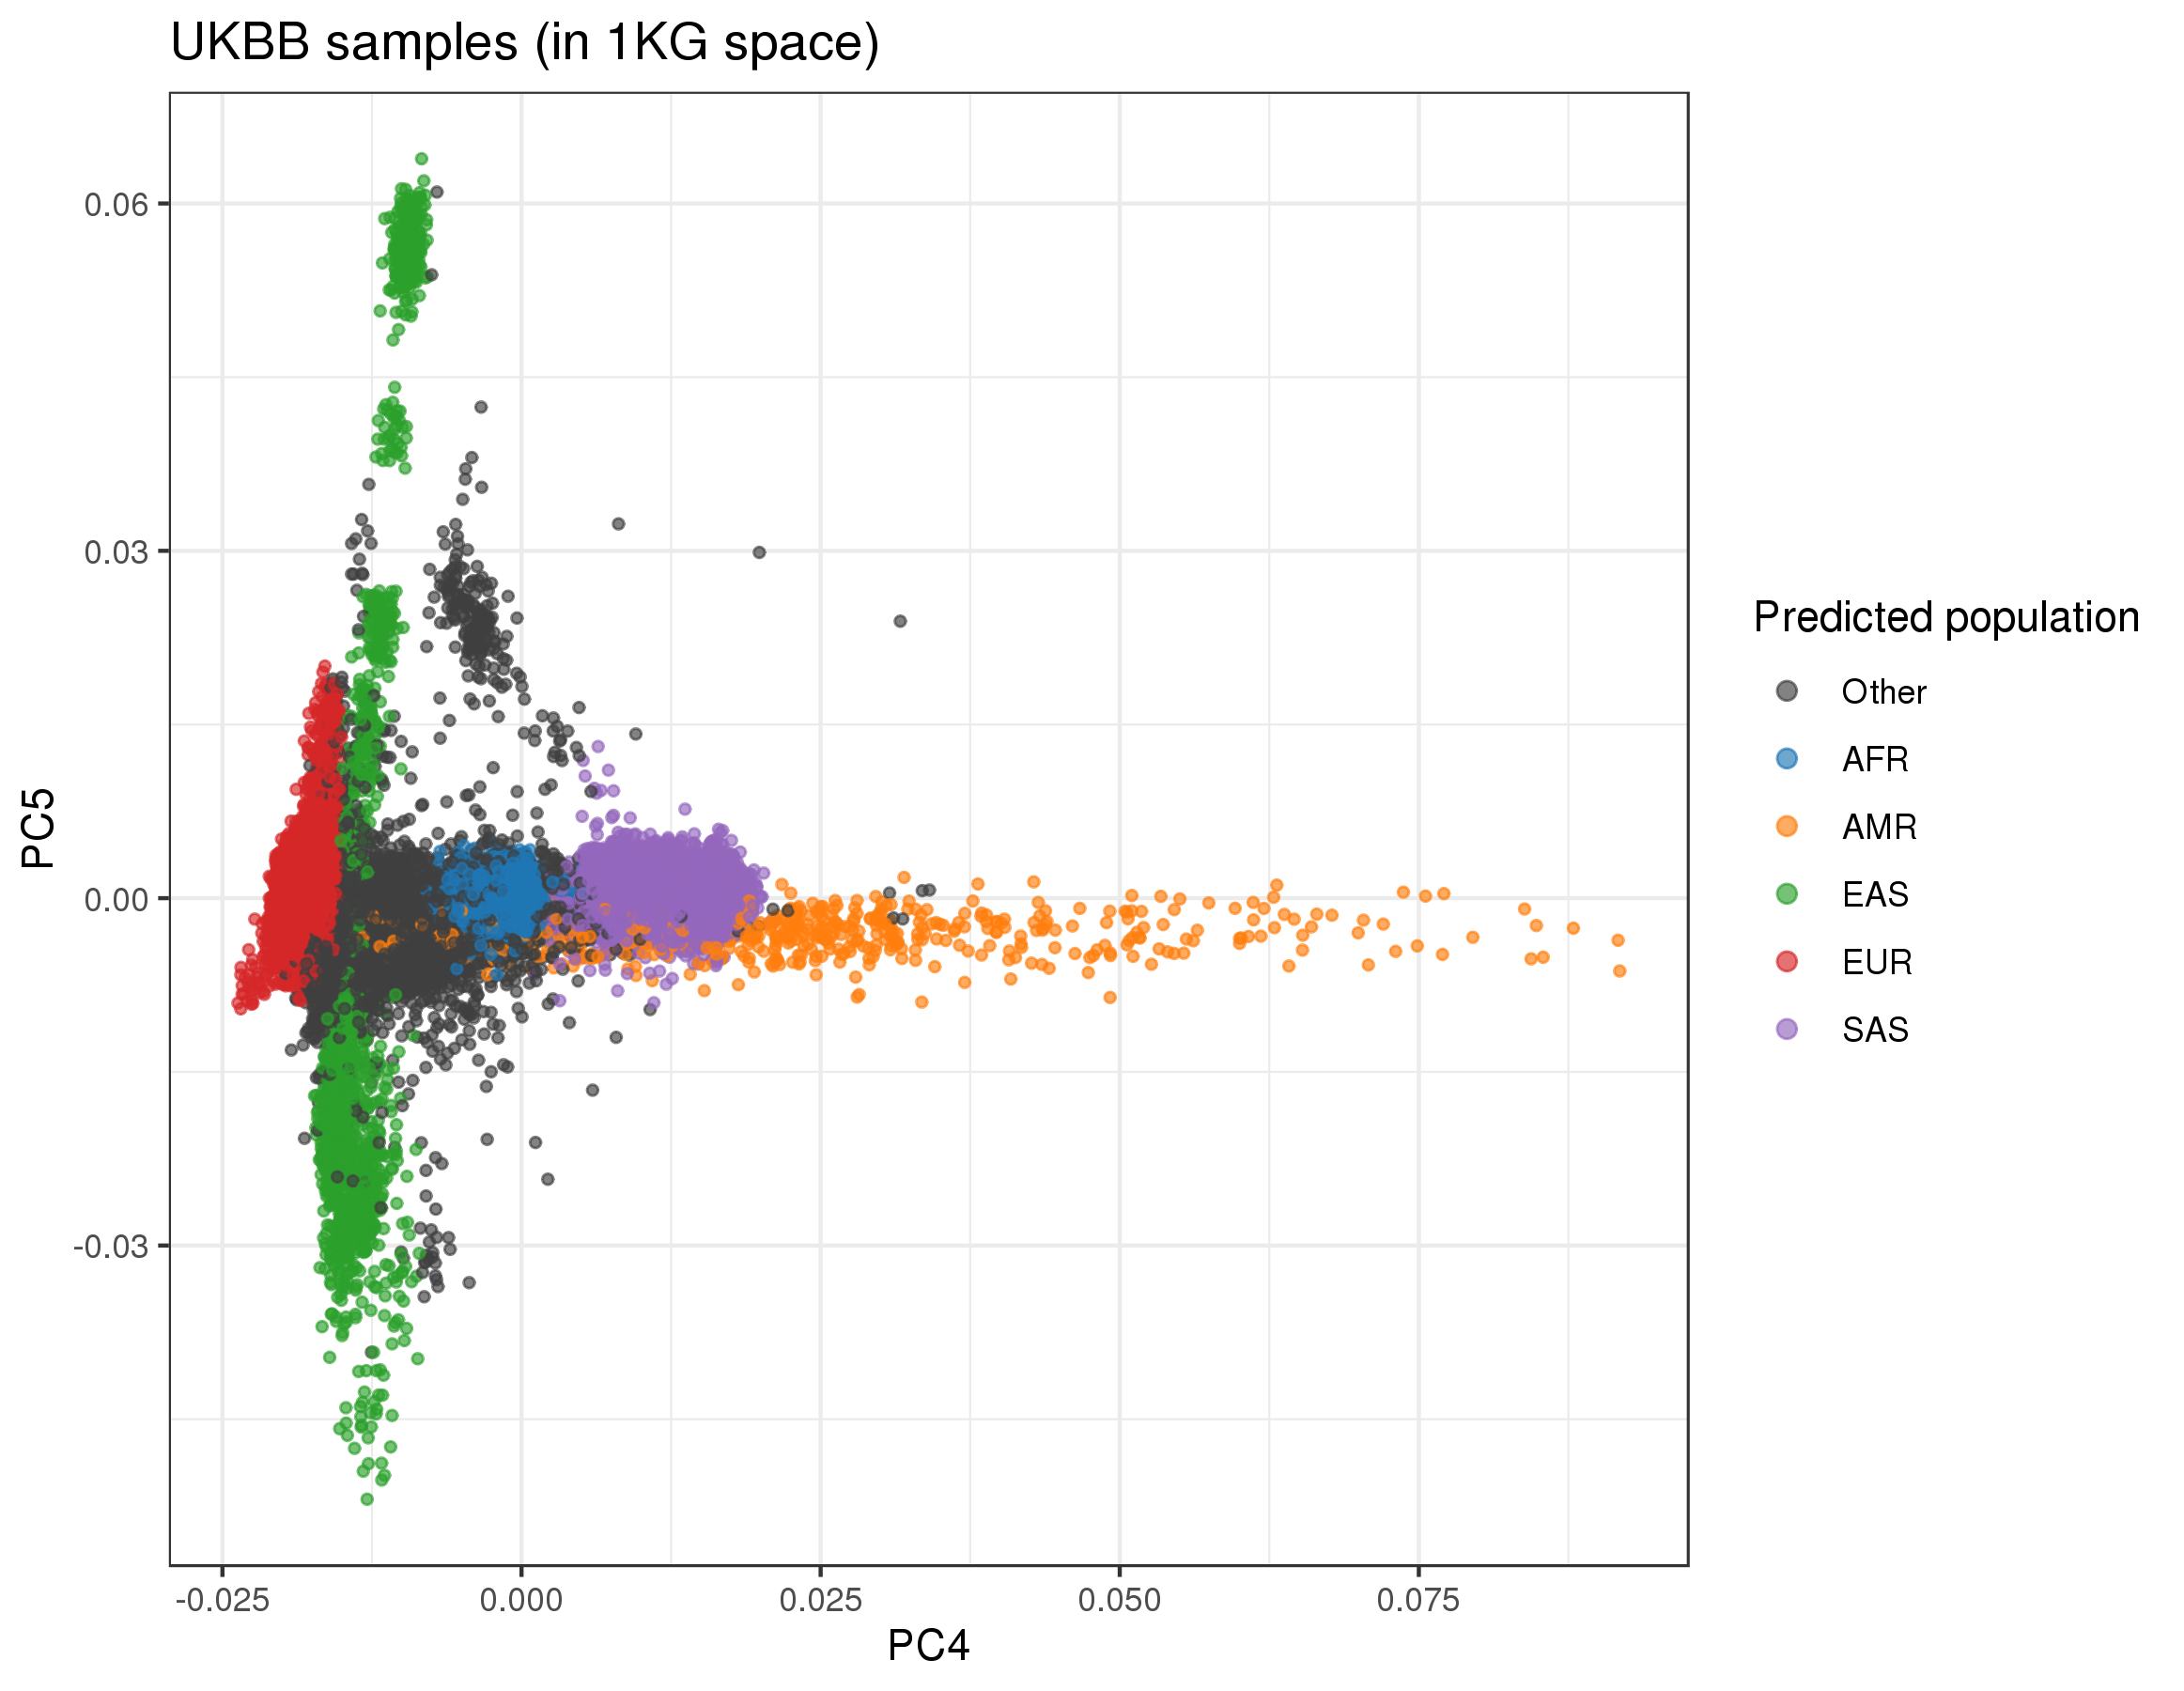 UKBB samples (in 1KG space)
0.06
0.03
0.00
-0.03
PC5
-0.025 0.000 0.025 0.050 0.075
PC4
Predicted population
Other
AFR
AMR
EAS
EUR
SAS